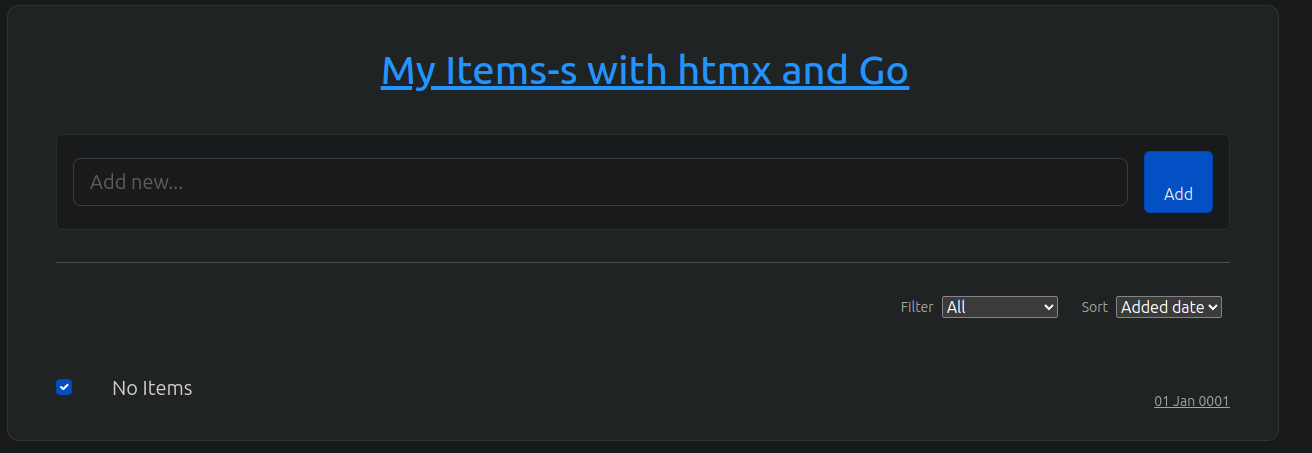 My Items-s with htmx and Go
Add new...
Add
Filter All Sort Added date
No Items
01 Jan 0001